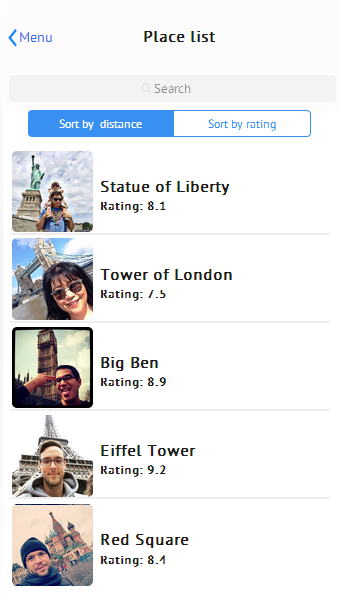 Menu
Place list
Search
Sort by distance
Sort by rating
Statue of Liberty
Rating: 8.1
Tower of London
Rating: 7.5
Big Ben
Rating: 8.9
Eiffel Tower
Rating: 9.2
Red Square
Rating: 8.4